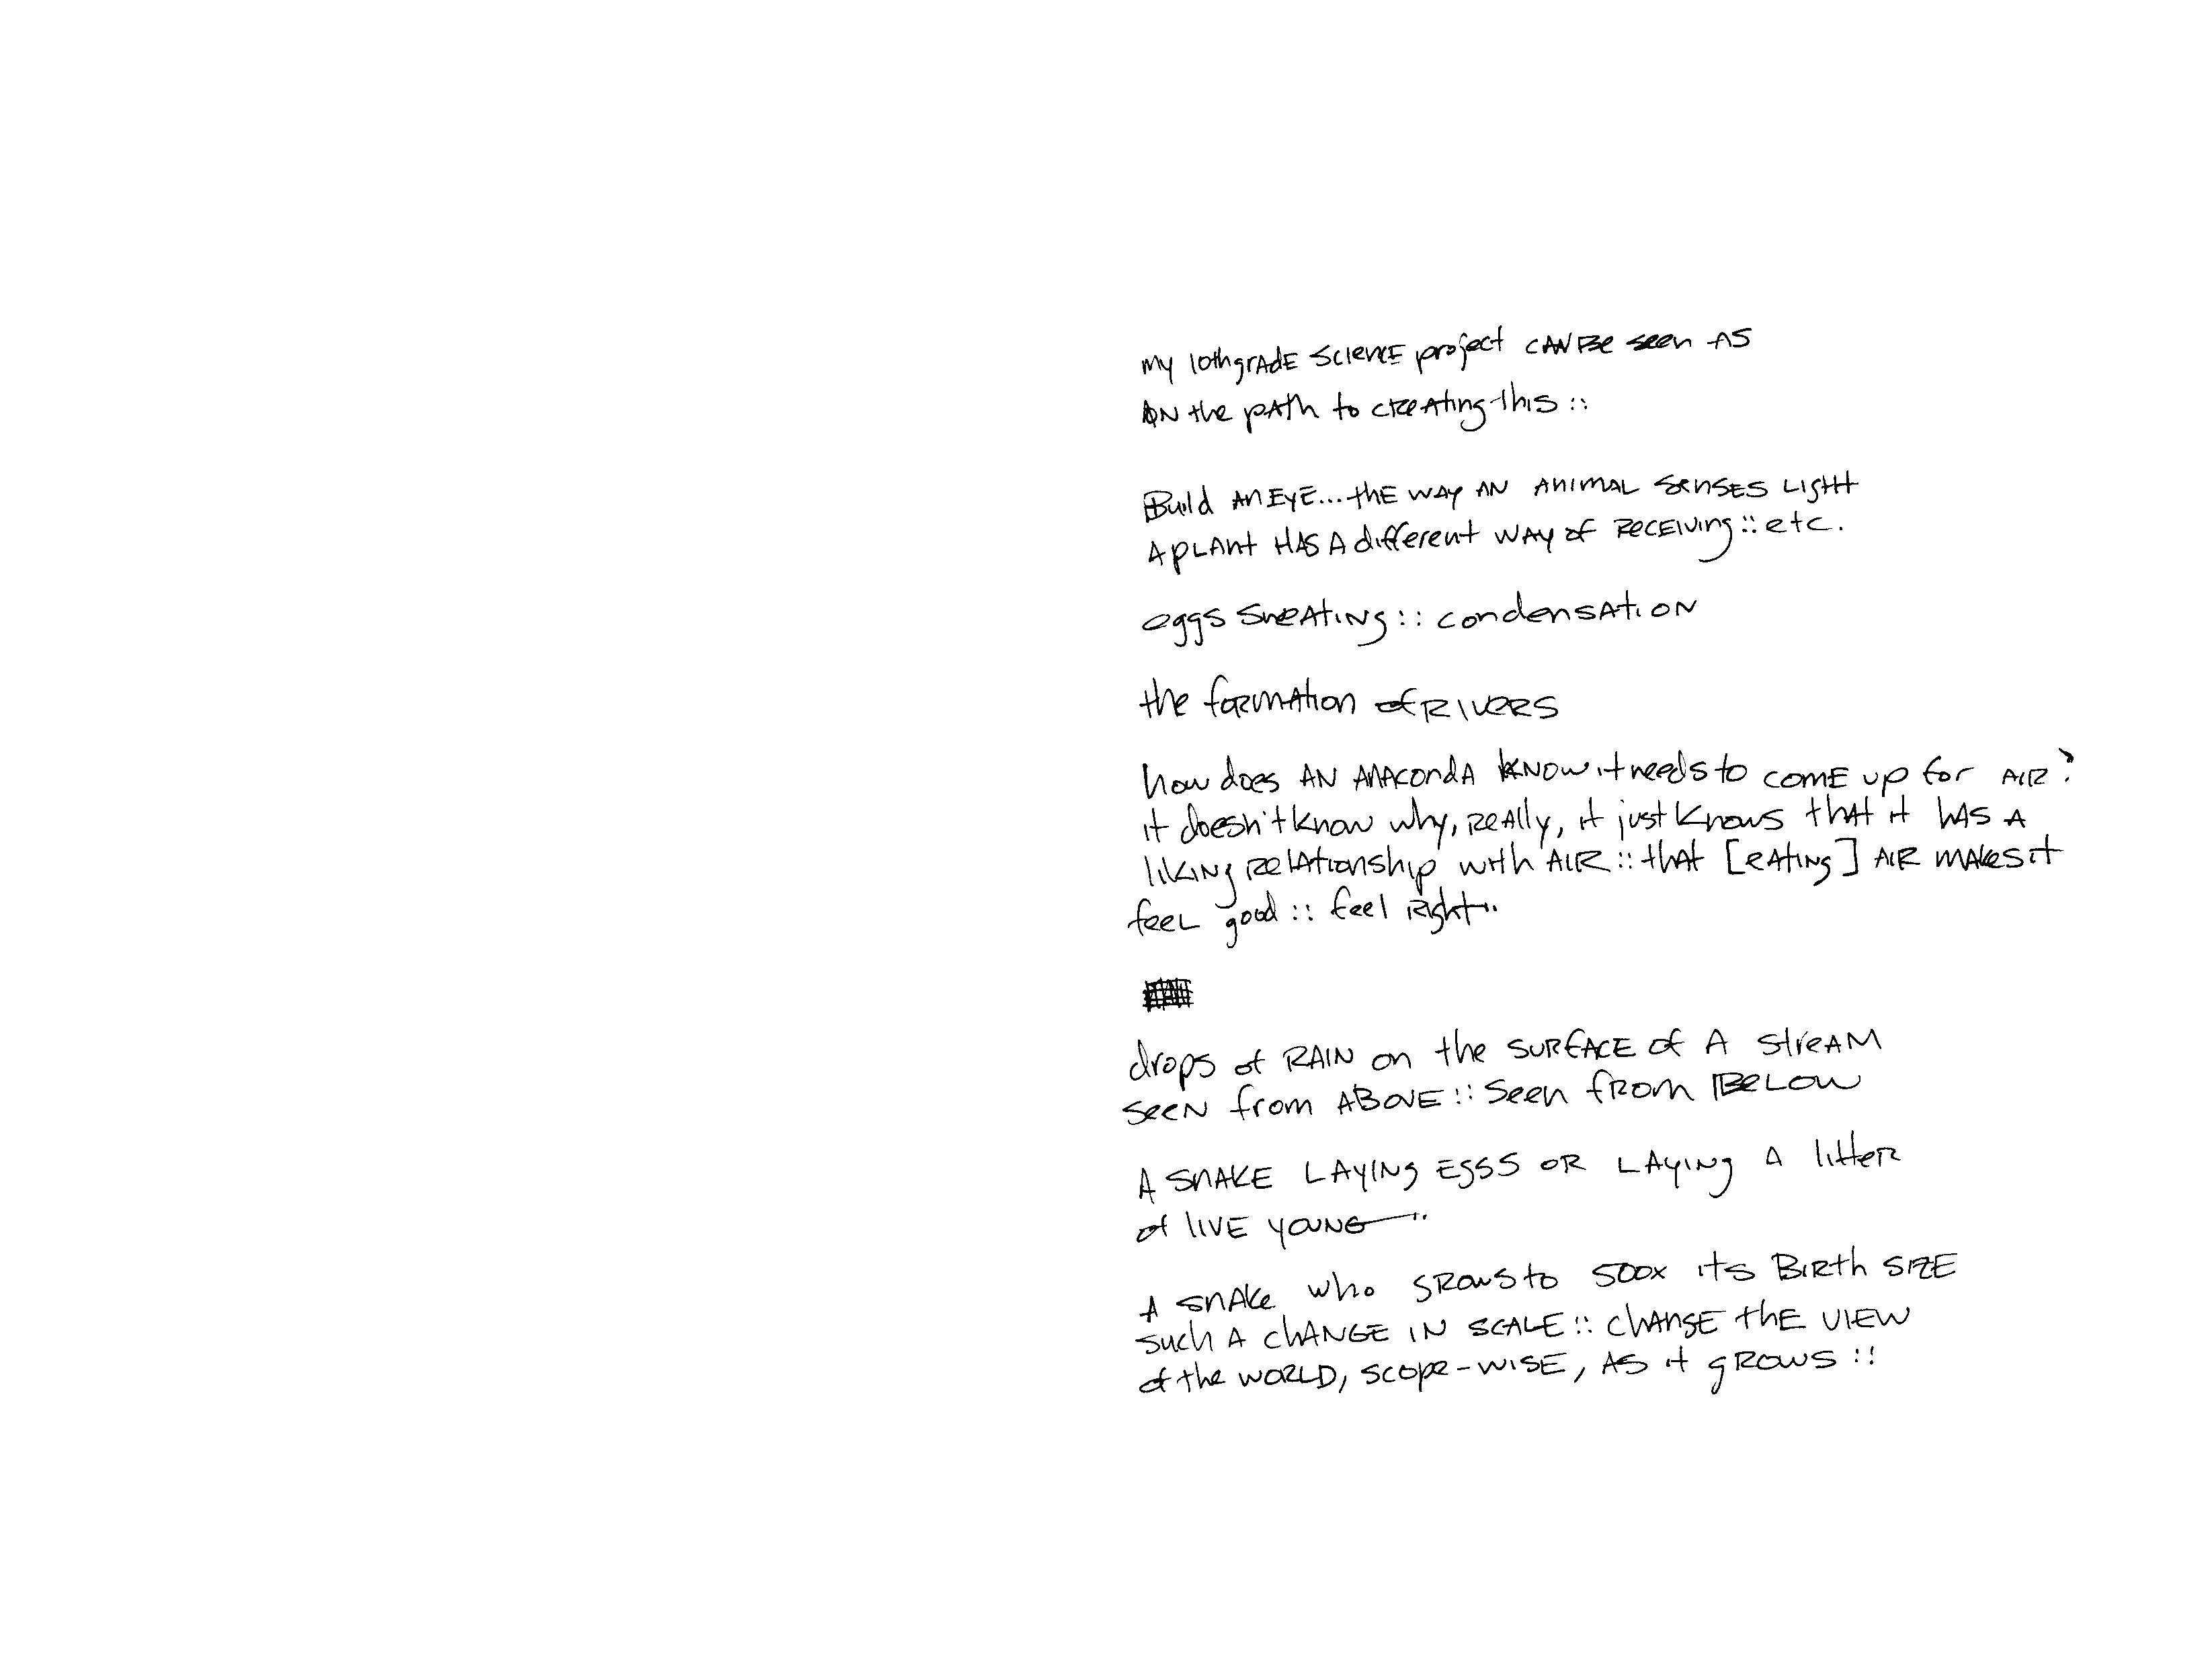 my 10th grade science project can be seen as
on the path to creating this ::
Build an eye... the way an animal senses light
a plant has a different way of receiving :: etc.
eggs sweating :: condensation
the formation of rivers
how does an anaconda know it needs to come up for air?
it doesn't know why, really, it just knows that it has a
liking relationship with air :: that [eating] air makes it
feel good :: feel right..
drops of rain on the surface of a stream
seen from above :: seen from below
A snake laying eggs or laying a litter
of live young..
A snake who grows to 500x its birth size
such a change in scale :: change the view
of the world, scope-wise, as it grows ::